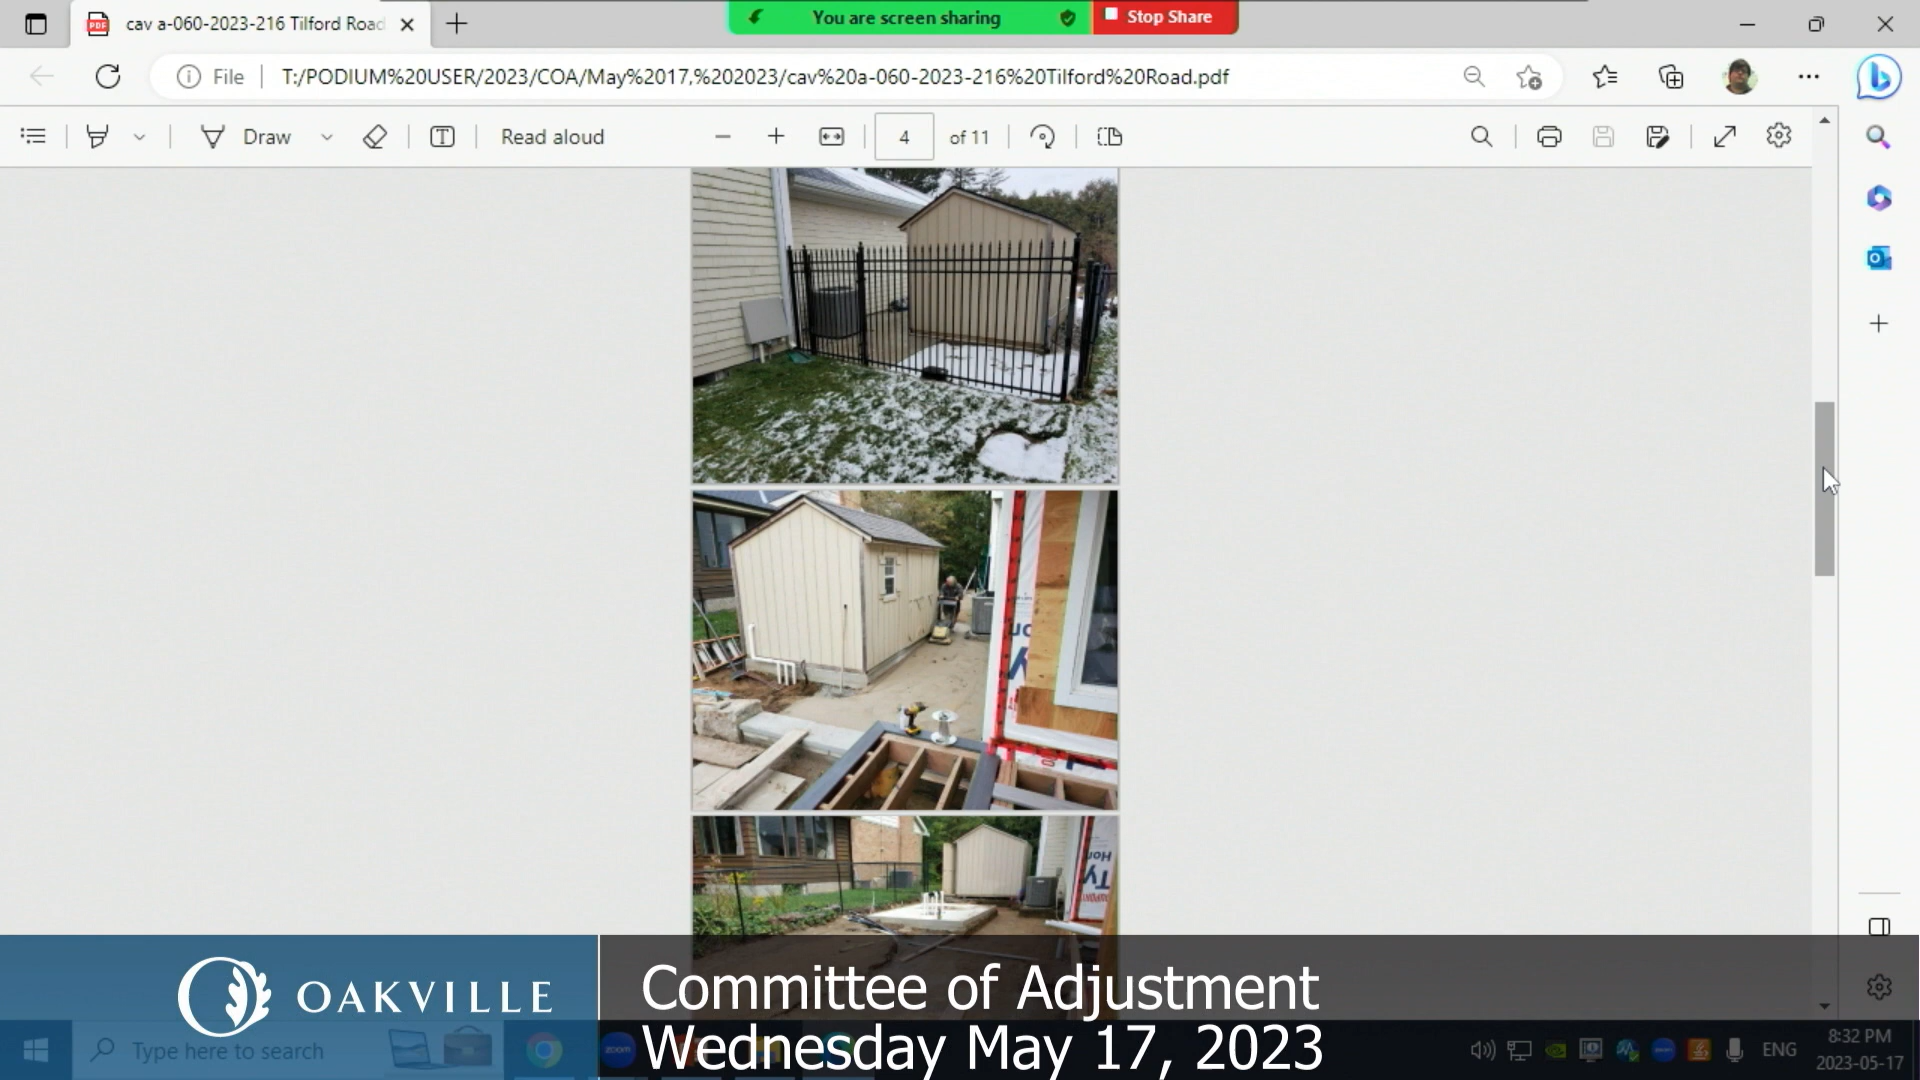 cav a-060-2023-216 Tilford Road
You are screen sharing
Stop Share
File
T:/PODIUM%20USER/2023/COA/May%2017,%202023/cav%20a-060-2023-216%20Tilford%20Road.pdf
Draw
Read aloud
4
of 11
OAKVILLE
Committee of Adjustment
Wednesday May 17, 2023
Type here to search
zoom
ENG
8:32 PM
2023-05-17